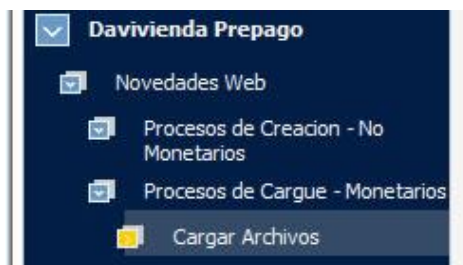 Davivienda Prepago
Novedades Web
Procesos de Creacion - No
Monetarios
Procesos de Cargue - Monetarios
Cargar Archivos